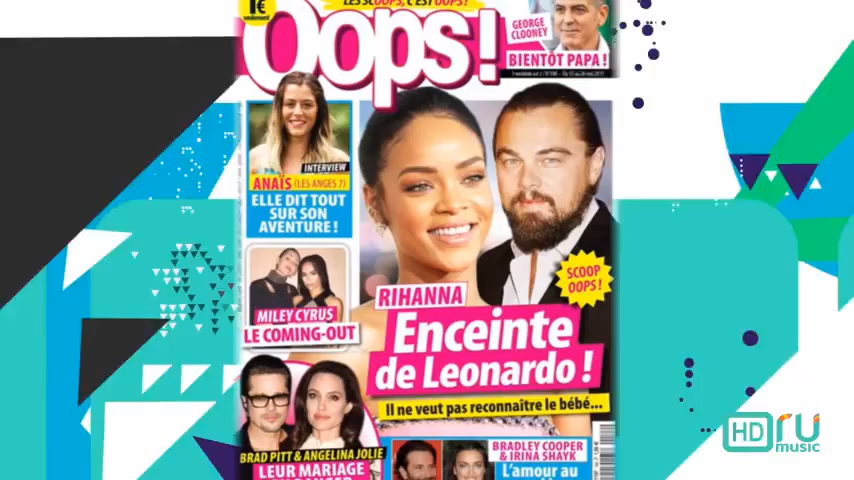 LES SCOOPS, C'EST OOPS !
1€
seulement
Oops!
GEORGE
CLOONEY
BIENTÔT PAPA !
INTERVIEW
ANAÏS (LES ANGES 7)
ELLE DIT TOUT
SUR SON
AVENTURE !
SCOOP
OOPS !
MILEY CYRUS
LE COMING-OUT
RIHANNA
Enceinte
de Leonardo !
Il ne veut pas reconnaître le bébé...
BRAD PITT & ANGELINA JOLIE
LEUR MARIAGE
BRADLEY COOPER
& IRINA SHAYK
L'amour au
HD ru
music